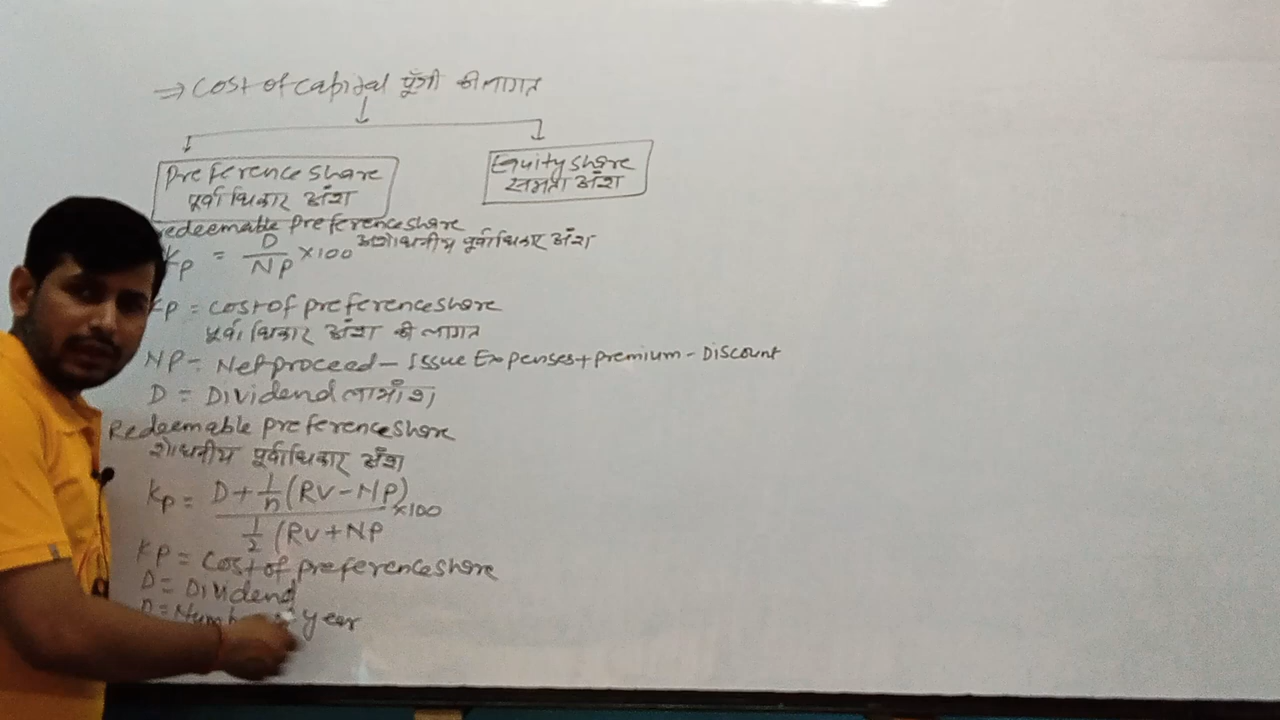 ⇒ Cost of capital पूँजी की लागत
Preference share
पूर्वाधिकार अंश
Equity share
समता अंश
redeemable preference share
Kp = D/NP ×100 अशोधनीय पूर्वाधिकार अंश
Kp = cost of preference share
पूर्वाधिकार अंश की लागत
NP = Net proceed - Issue Expenses + premium - Discount
D = Dividend लाभाँश
Redeemable preference share
शोधनीय पूर्वाधिकार अंश
Kp = D + 1/n (RV - NP) / 1/2 (RV + NP ×100
KP = Cost of preference share
D = Dividend
year